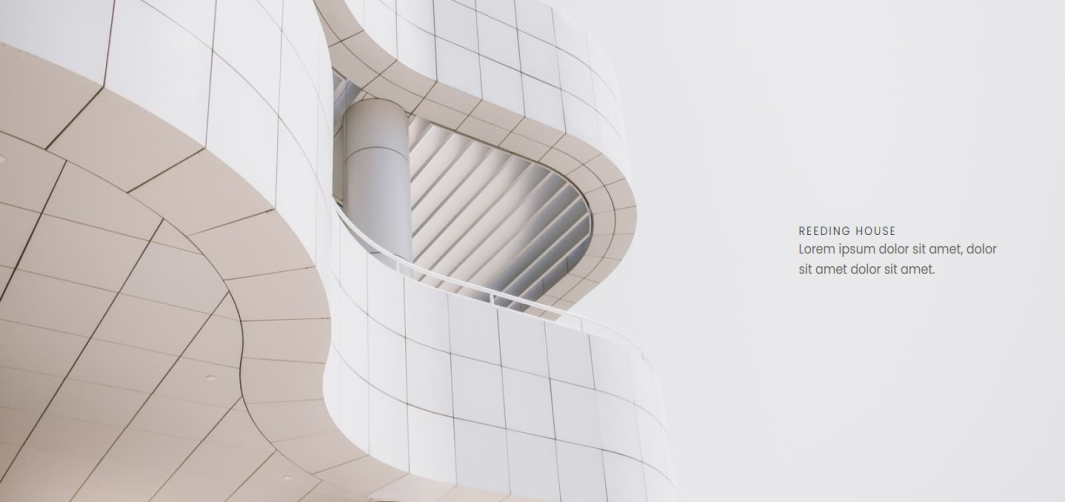 REEDING HOUSE
Lorem ipsum dolor sit amet, dolor
sit amet dolor sit amet.